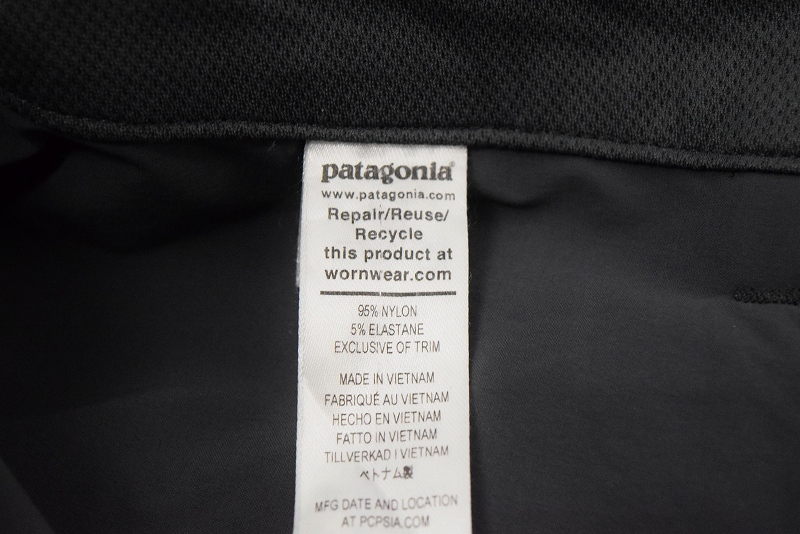 patagonia®
www.patagonia.com
Repair/Reuse/
Recycle
this product at
wornwear.com
95% NYLON
5% ELASTANE
EXCLUSIVE OF TRIM
MADE IN VIETNAM
FABRIQUÉ AU VIETNAM
HECHO EN VIETNAM
FATTO IN VIETNAM
TILLVERKAD I VIETNAM
ベトナム製
MFG DATE AND LOCATION
AT PCPSIA.COM